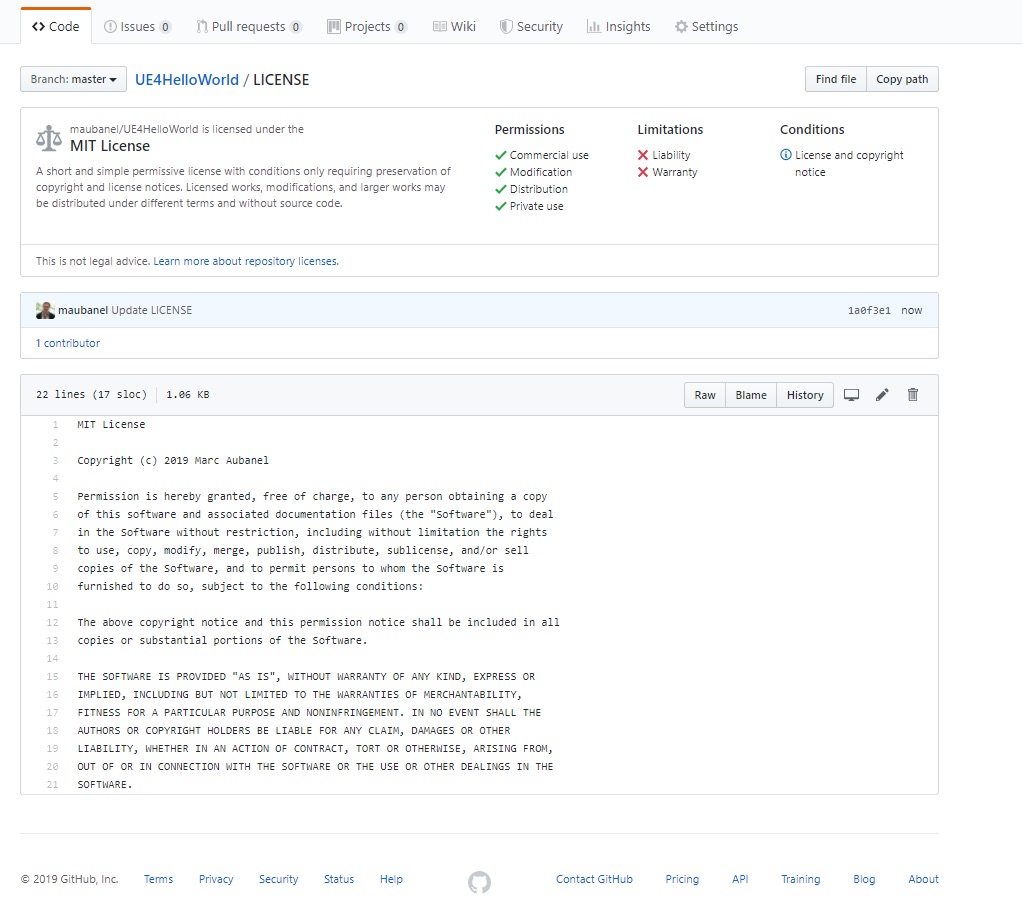 Code Issues 0 Pull requests 0 Projects 0 Wiki Security Insights Settings
Branch: master UE4HelloWorld / LICENSE Find file Copy path
maubanel/UE4HelloWorld is licensed under the
MIT License
A short and simple permissive license with conditions only requiring preservation of
copyright and license notices. Licensed works, modifications, and larger works may
be distributed under different terms and without source code.
Permissions
Commercial use
Modification
Distribution
Private use
Limitations
Liability
Warranty
Conditions
License and copyright
notice
This is not legal advice. Learn more about repository licenses.
maubanel Update LICENSE 1a0f3e1 now
1 contributor
22 lines (17 sloc) 1.06 KB Raw Blame History
1 MIT License
2
3 Copyright (c) 2019 Marc Aubanel
4
5 Permission is hereby granted, free of charge, to any person obtaining a copy
6 of this software and associated documentation files (the "Software"), to deal
7 in the Software without restriction, including without limitation the rights
8 to use, copy, modify, merge, publish, distribute, sublicense, and/or sell
9 copies of the Software, and to permit persons to whom the Software is
10 furnished to do so, subject to the following conditions:
11
12 The above copyright notice and this permission notice shall be included in all
13 copies or substantial portions of the Software.
14
15 THE SOFTWARE IS PROVIDED "AS IS", WITHOUT WARRANTY OF ANY KIND, EXPRESS OR
16 IMPLIED, INCLUDING BUT NOT LIMITED TO THE WARRANTIES OF MERCHANTABILITY,
17 FITNESS FOR A PARTICULAR PURPOSE AND NONINFRINGEMENT. IN NO EVENT SHALL THE
18 AUTHORS OR COPYRIGHT HOLDERS BE LIABLE FOR ANY CLAIM, DAMAGES OR OTHER
19 LIABILITY, WHETHER IN AN ACTION OF CONTRACT, TORT OR OTHERWISE, ARISING FROM,
20 OUT OF OR IN CONNECTION WITH THE SOFTWARE OR THE USE OR OTHER DEALINGS IN THE
21 SOFTWARE.
© 2019 GitHub, Inc. Terms Privacy Security Status Help Contact GitHub Pricing API Training Blog About